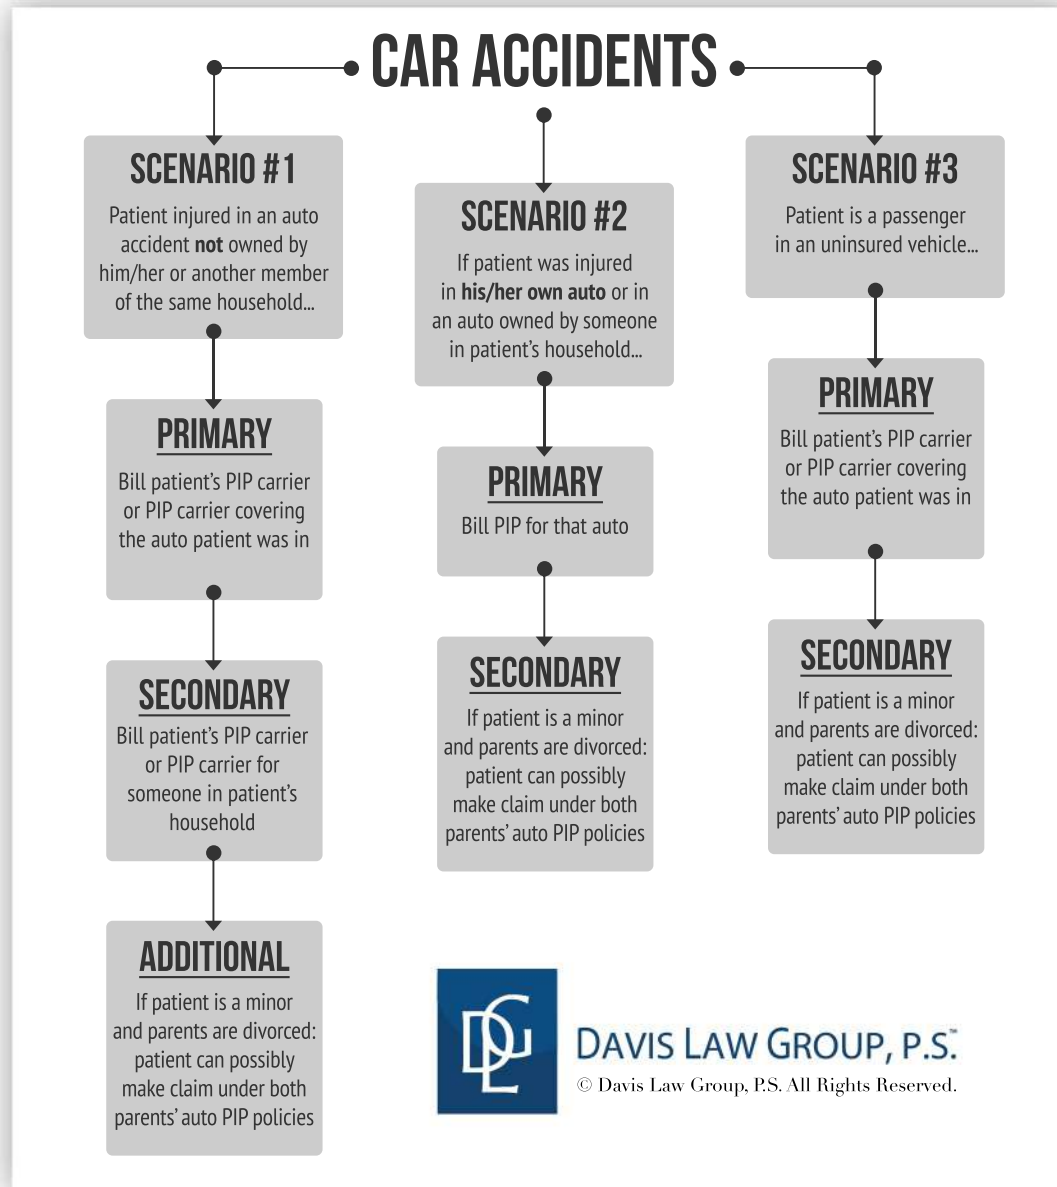 CAR ACCIDENTS
SCENARIO #1
Patient injured in an auto
accident not owned by
him/her or another member
of the same household...
PRIMARY
Bill patient's PIP carrier
or PIP carrier covering
the auto patient was in
SECONDARY
Bill patient's PIP carrier
or PIP carrier for
someone in patient's
household
ADDITIONAL
If patient is a minor
and parents are divorced:
patient can possibly
make claim under both
parents' auto PIP policies
SCENARIO #2
If patient was injured
in his/her own auto or in
an auto owned by someone
in patient's household...
PRIMARY
Bill PIP for that auto
SECONDARY
If patient is a minor
and parents are divorced:
patient can possibly
make claim under both
parents' auto PIP policies
SCENARIO #3
Patient is a passenger
in an uninsured vehicle...
PRIMARY
Bill patient's PIP carrier
or PIP carrier covering
the auto patient was in
SECONDARY
If patient is a minor
and parents are divorced:
patient can possibly
make claim under both
parents' auto PIP policies
DLG
DAVIS LAW GROUP, P.S.™
© Davis Law Group, P.S. All Rights Reserved.